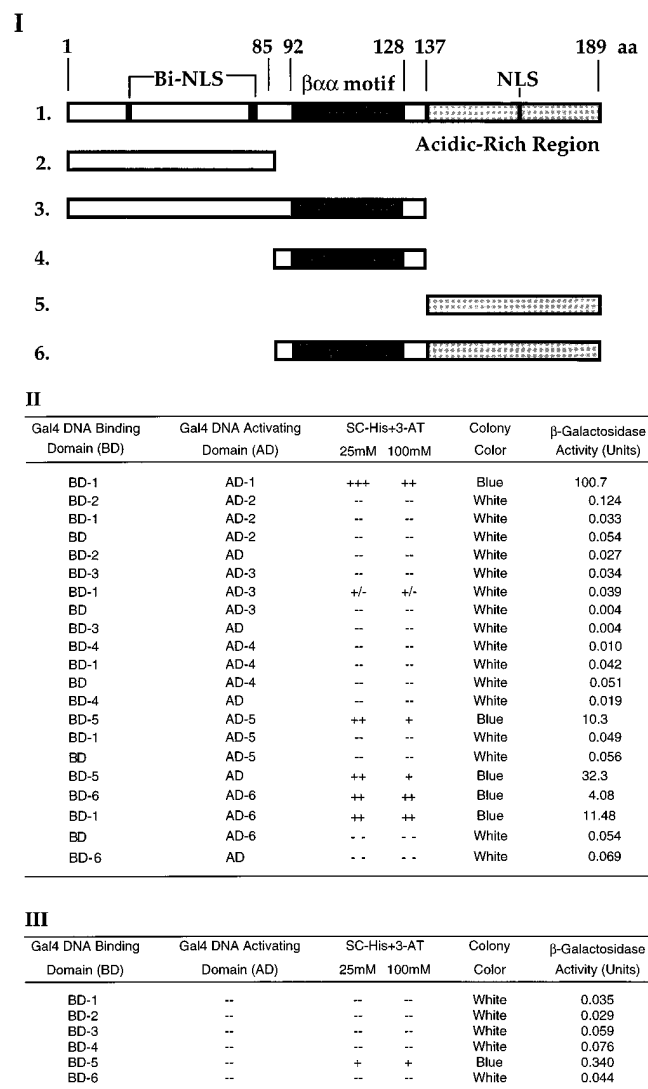 I
1 85 92 128 137 189 aa
Bi-NLS βαα motif NLS
1.
Acidic-Rich Region
2.
3.
4.
5.
6.
II
Gal4 DNA Binding Gal4 DNA Activating SC-His+3-AT Colony β-Galactosidase
Domain (BD) Domain (AD) 25mM 100mM Color Activity (Units)
BD-1 AD-1 +++ ++ Blue 100.7
BD-2 AD-2 -- -- White 0.124
BD-1 AD-2 -- -- White 0.033
BD AD-2 -- -- White 0.054
BD-2 AD -- -- White 0.027
BD-3 AD-3 -- -- White 0.034
BD-1 AD-3 +/- +/- White 0.039
BD AD-3 -- -- White 0.004
BD-3 AD -- -- White 0.004
BD-4 AD-4 -- -- White 0.010
BD-1 AD-4 -- -- White 0.042
BD AD-4 -- -- White 0.051
BD-4 AD -- -- White 0.019
BD-5 AD-5 ++ + Blue 10.3
BD-1 AD-5 -- -- White 0.049
BD AD-5 -- -- White 0.056
BD-5 AD ++ + Blue 32.3
BD-6 AD-6 ++ ++ Blue 4.08
BD-1 AD-6 ++ ++ Blue 11.48
BD AD-6 - - - - White 0.054
BD-6 AD - - - - White 0.069
III
Gal4 DNA Binding Gal4 DNA Activating SC-His+3-AT Colony β-Galactosidase
Domain (BD) Domain (AD) 25mM 100mM Color Activity (Units)
BD-1 -- -- -- White 0.035
BD-2 -- -- -- White 0.029
BD-3 -- -- -- White 0.059
BD-4 -- -- -- White 0.076
BD-5 -- + + Blue 0.340
BD-6 -- -- -- White 0.044